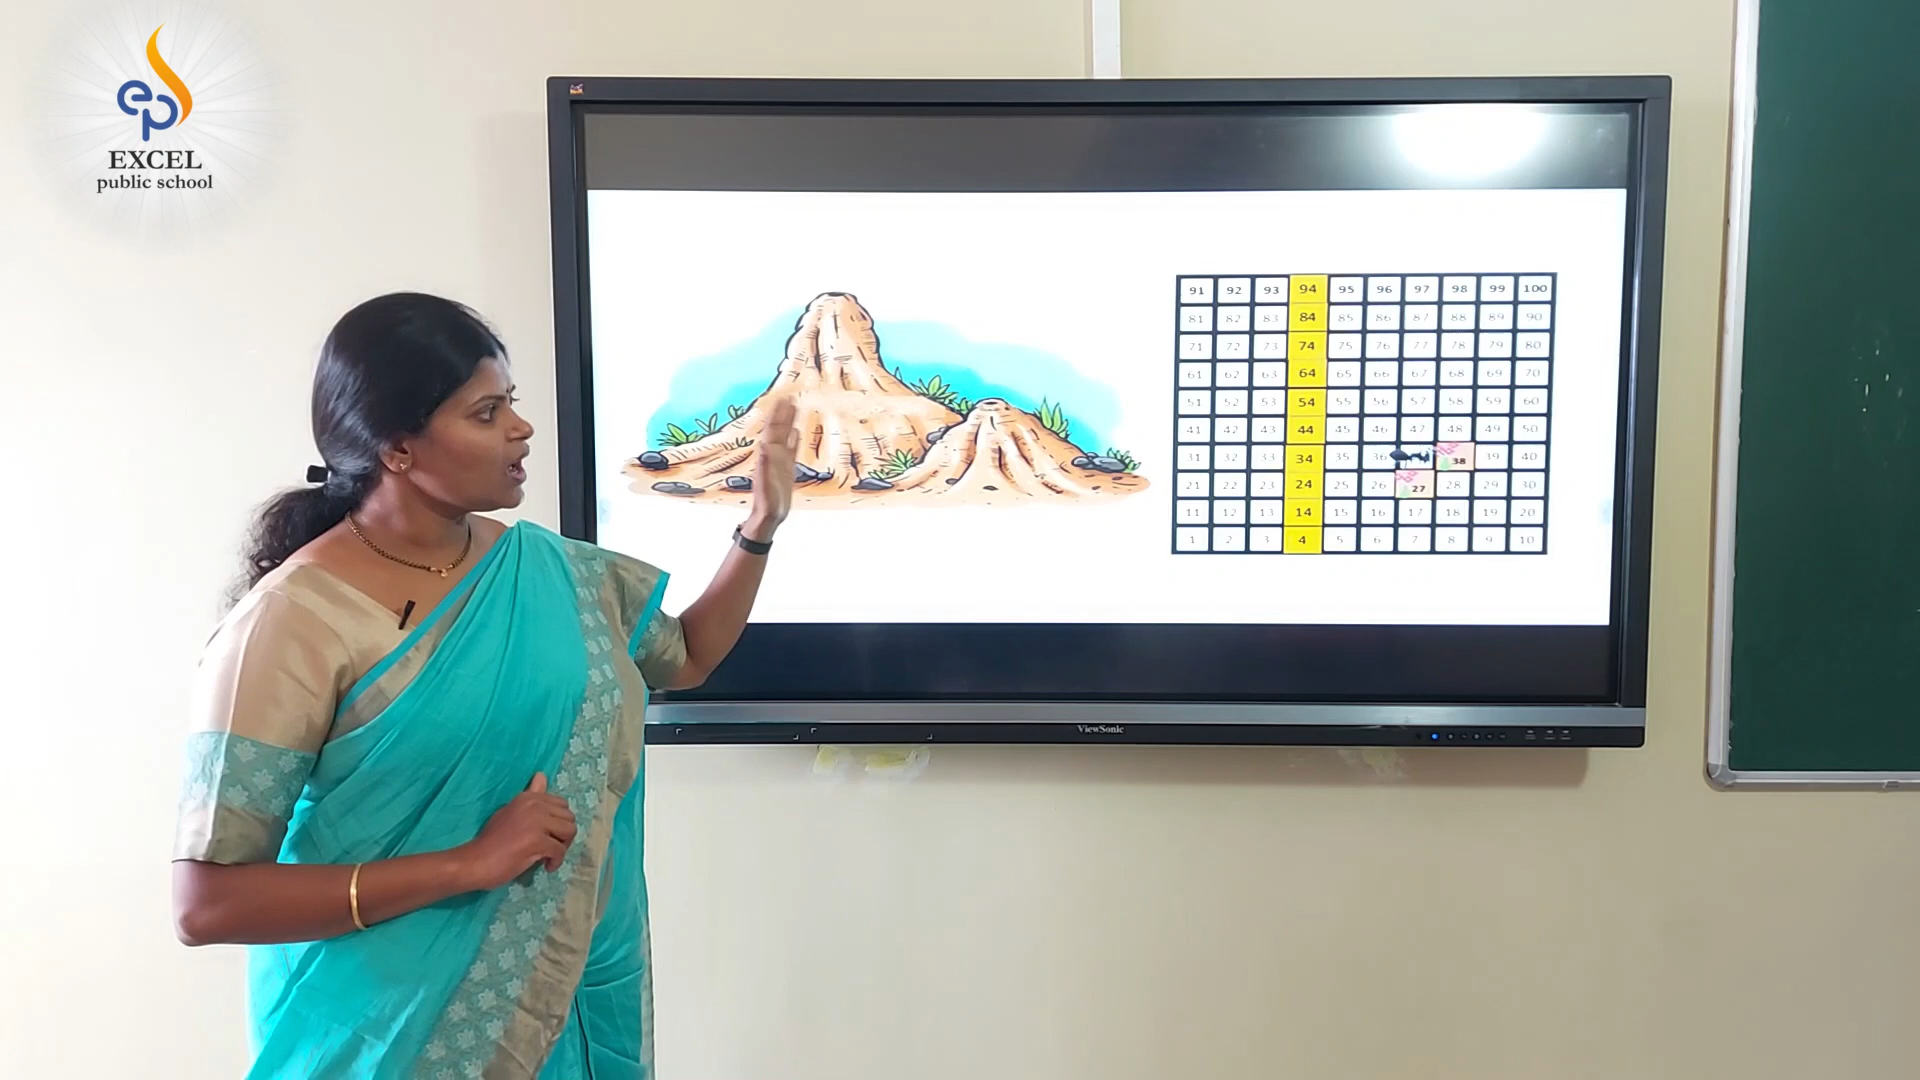 ep
EXCEL
public school
91 92 93 94 95 96 97 98 99 100
81 82 83 84 85 86 87 88 89 90
71 72 73 74 75 76 77 78 79 80
61 62 63 64 65 66 67 68 69 70
51 52 53 54 55 56 57 58 59 60
41 42 43 44 45 46 47 48 49 50
31 32 33 34 35 36 38 39 40
21 22 23 24 25 26 27 28 29 30
11 12 13 14 15 16 17 18 19 20
1 2 3 4 5 6 7 8 9 10
ViewSonic